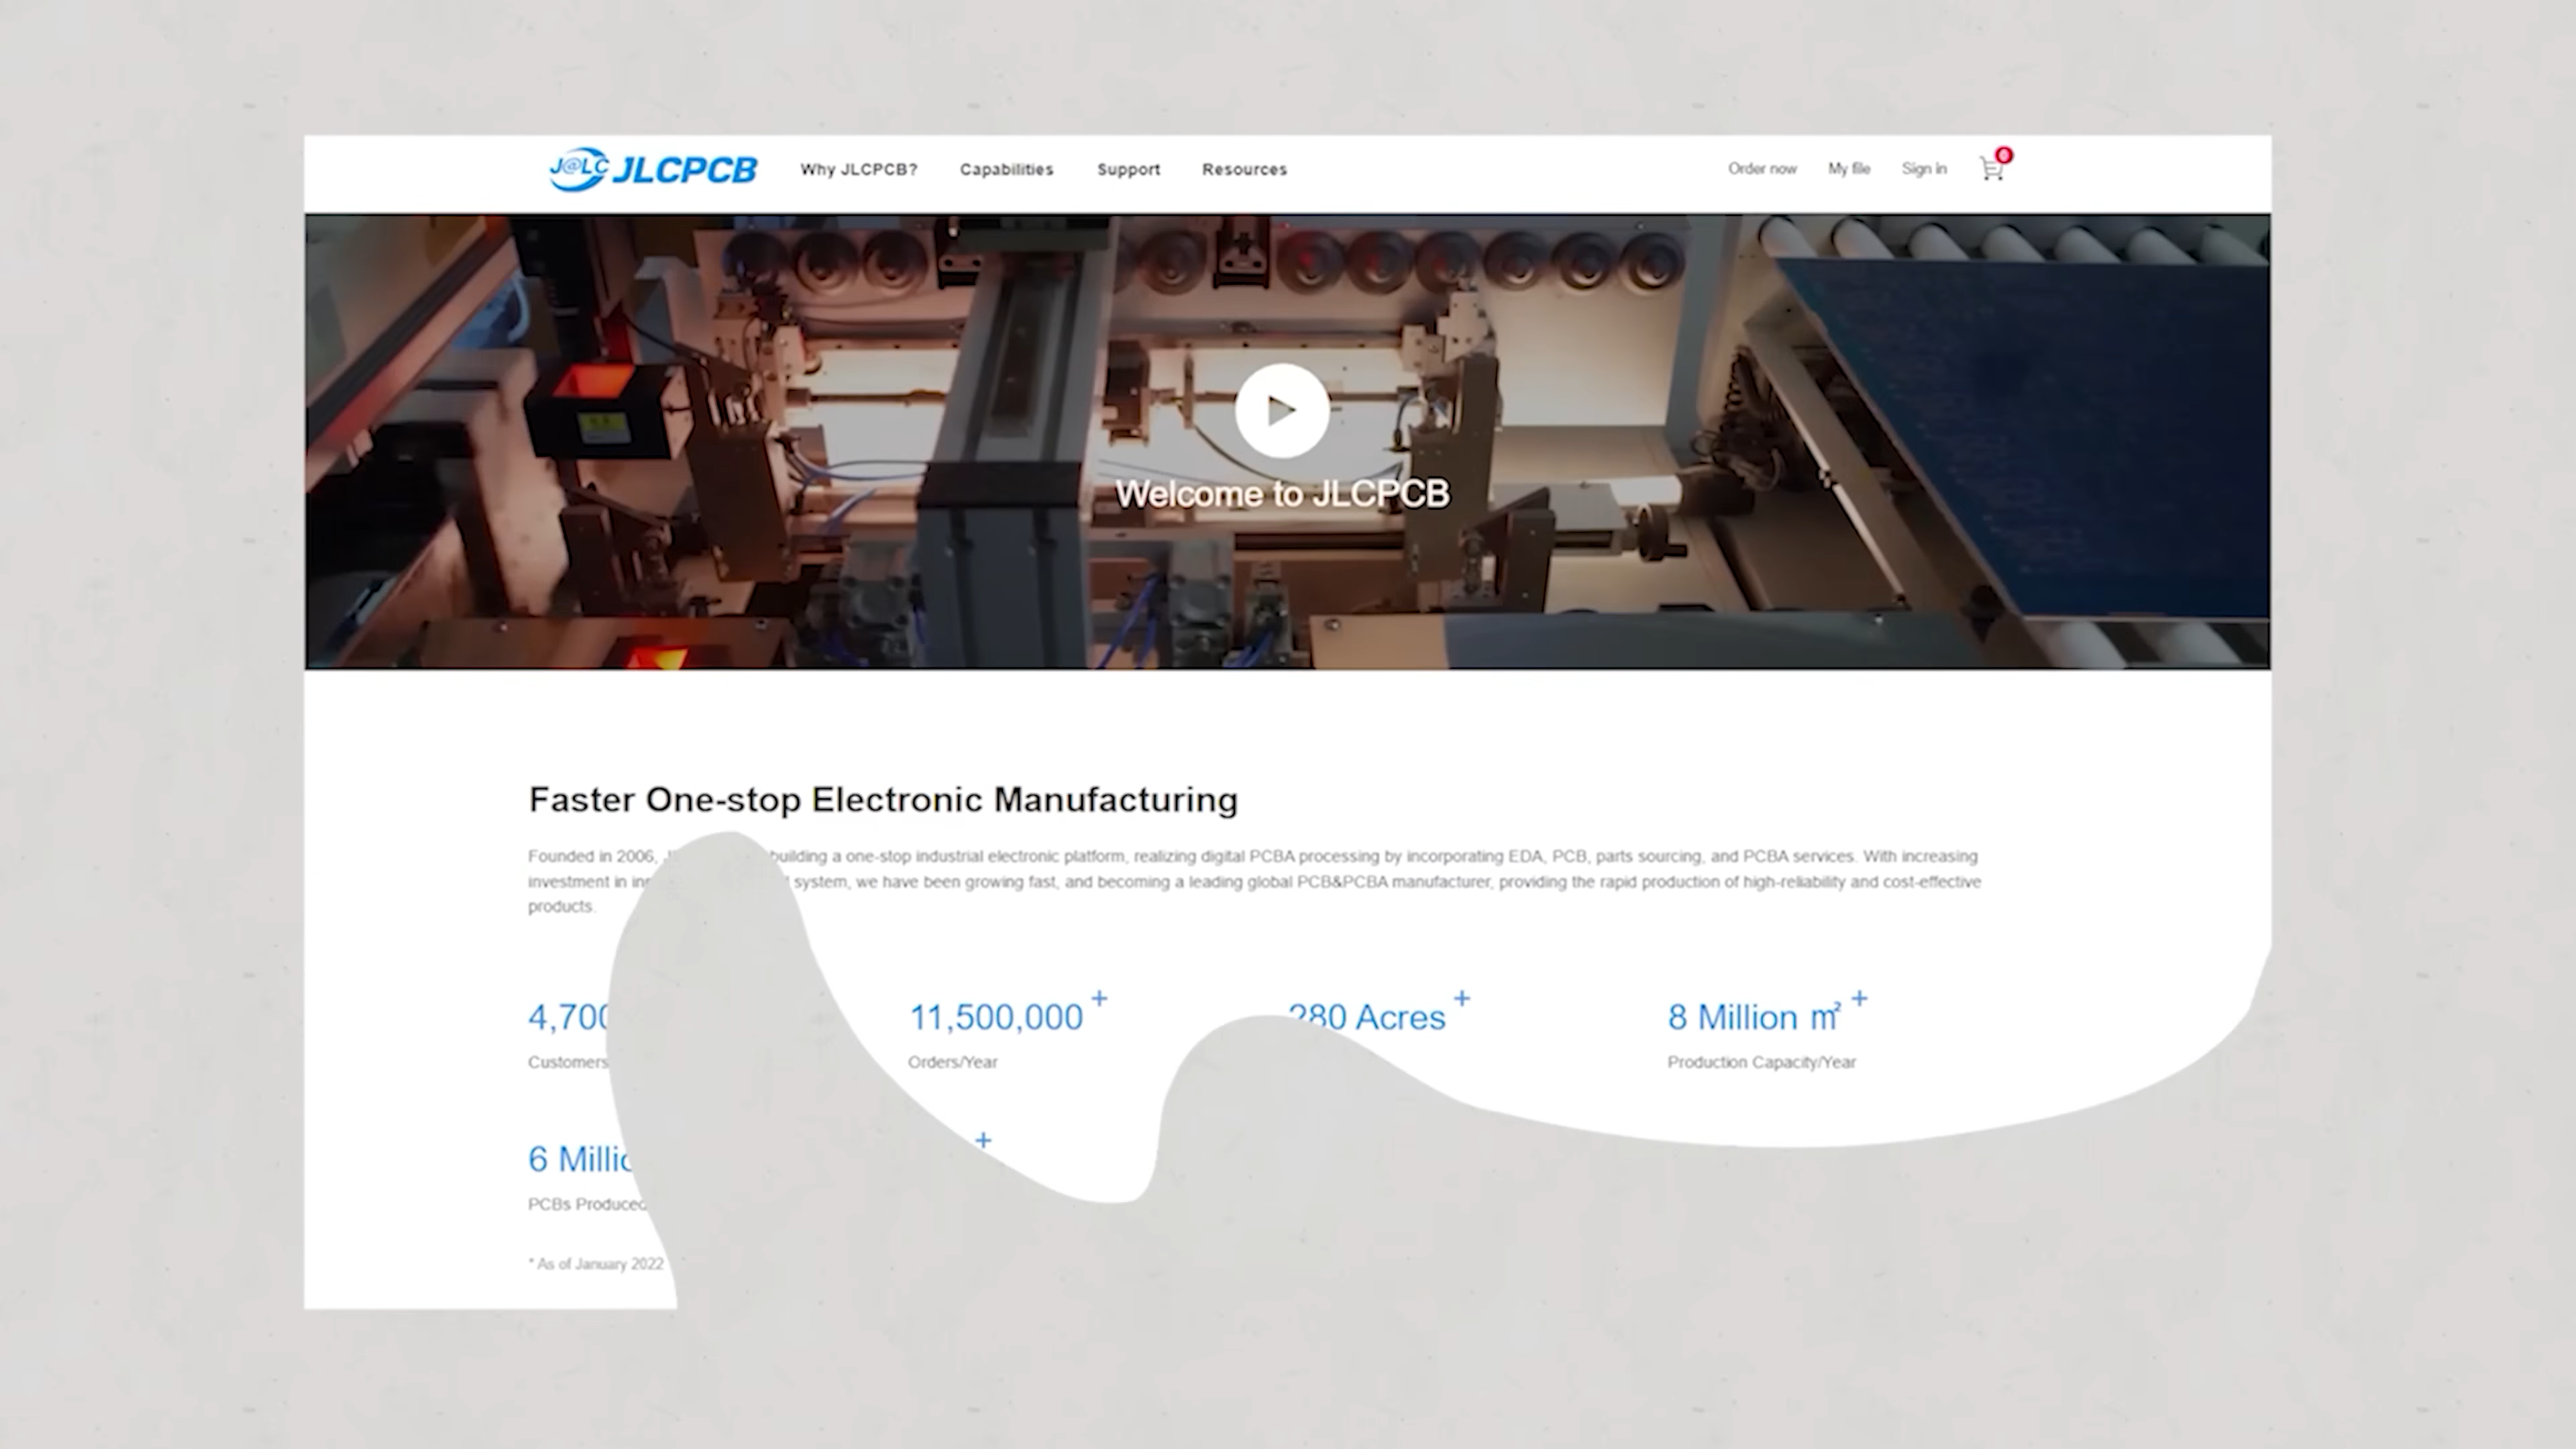 J@LC JLCPCB Why JLCPCB? Capabilities Support Resources Order now My file Sign in 0
Welcome to JLCPCB
Faster One-stop Electronic Manufacturing
Founded in 2006, building a one-stop industrial electronic platform, realizing digital PCBA processing by incorporating EDA, PCB, parts sourcing, and PCBA services. With increasing
investment in system, we have been growing fast, and becoming a leading global PCB&PCBA manufacturer, providing the rapid production of high-reliability and cost-effective
products.
4,700 11,500,000 + 280 Acres + 8 Million ㎡ +
Customers Orders/Year Production Capacity/Year
+
6
PCBs Produced
* As of January 2022